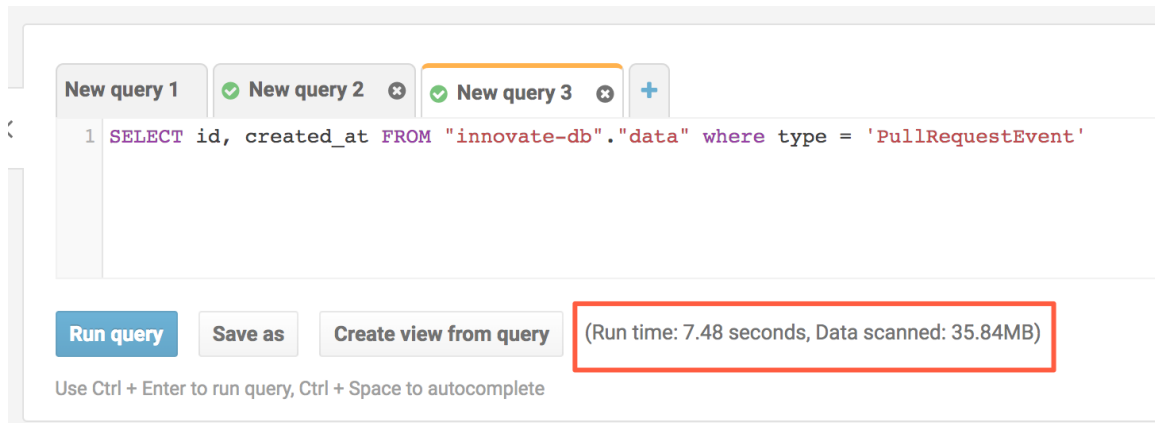 New query 1 New query 2 New query 3 +
1 SELECT id, created_at FROM "innovate-db"."data" where type = 'PullRequestEvent'
Run query Save as Create view from query (Run time: 7.48 seconds, Data scanned: 35.84MB)
Use Ctrl + Enter to run query, Ctrl + Space to autocomplete